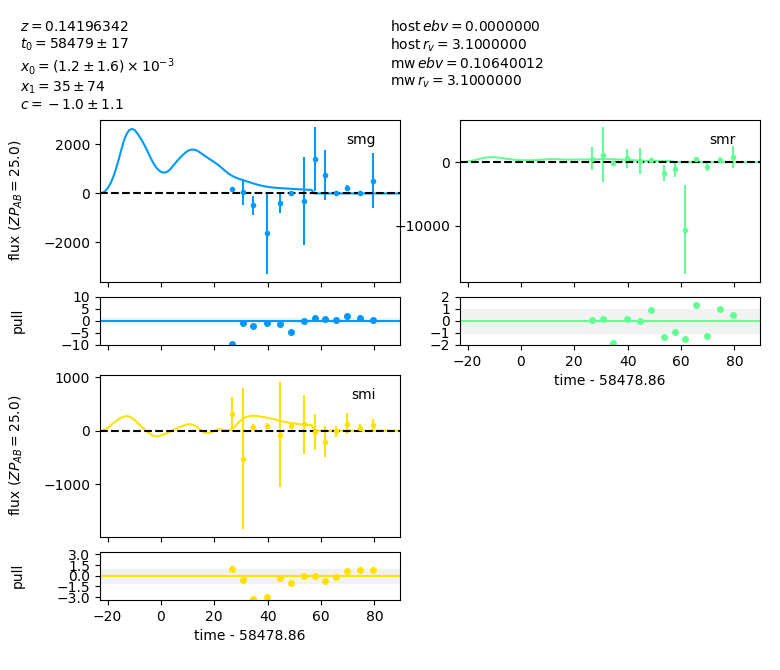 z = 0.14196342
t₀ = 58479 ± 17
x₀ = (1.2 ± 1.6) × 10⁻³
x₁ = 35 ± 74
c = −1.0 ± 1.1
host ebv = 0.0000000
host r_v = 3.1000000
mw ebv = 0.10640012
mw r_v = 3.1000000
smg
flux (ZP_AB = 25.0)
2000
0
−2000
smr
0
−10000
pull
10
5
0
−5
−10
2
1
0
−1
−2
−20 0 20 40 60 80
time - 58478.86
smi
flux (ZP_AB = 25.0)
1000
0
−1000
pull
3.0
1.5
0.0
−1.5
−3.0
−20 0 20 40 60 80
time - 58478.86